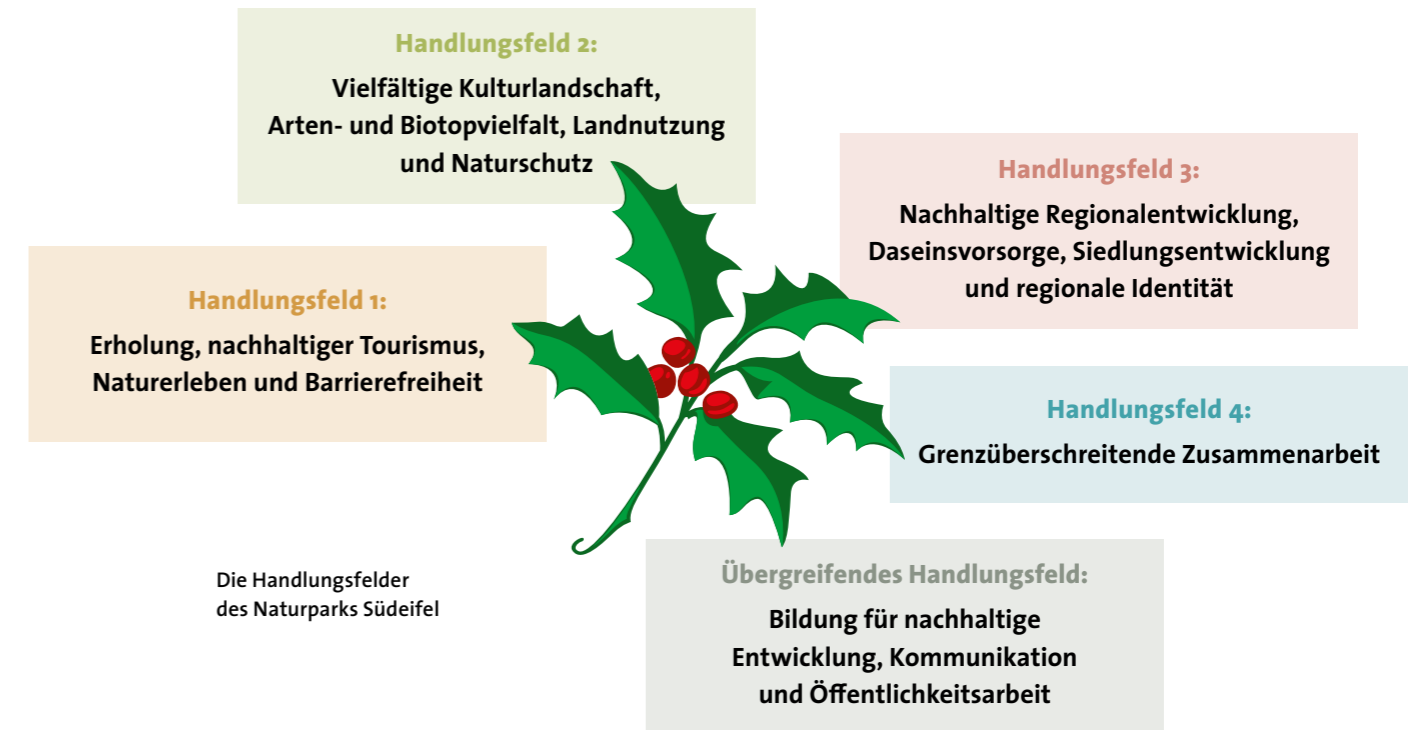 Handlungsfeld 2:
Vielfältige Kulturlandschaft,
Arten- und Biotopvielfalt, Landnutzung
und Naturschutz
Handlungsfeld 3:
Nachhaltige Regionalentwicklung,
Daseinsvorsorge, Siedlungsentwicklung
und regionale Identität
Handlungsfeld 1:
Erholung, nachhaltiger Tourismus,
Naturerleben und Barrierefreiheit
Handlungsfeld 4:
Grenzüberschreitende Zusammenarbeit
Die Handlungsfelder
des Naturparks Südeifel
Übergreifendes Handlungsfeld:
Bildung für nachhaltige
Entwicklung, Kommunikation
und Öffentlichkeitsarbeit